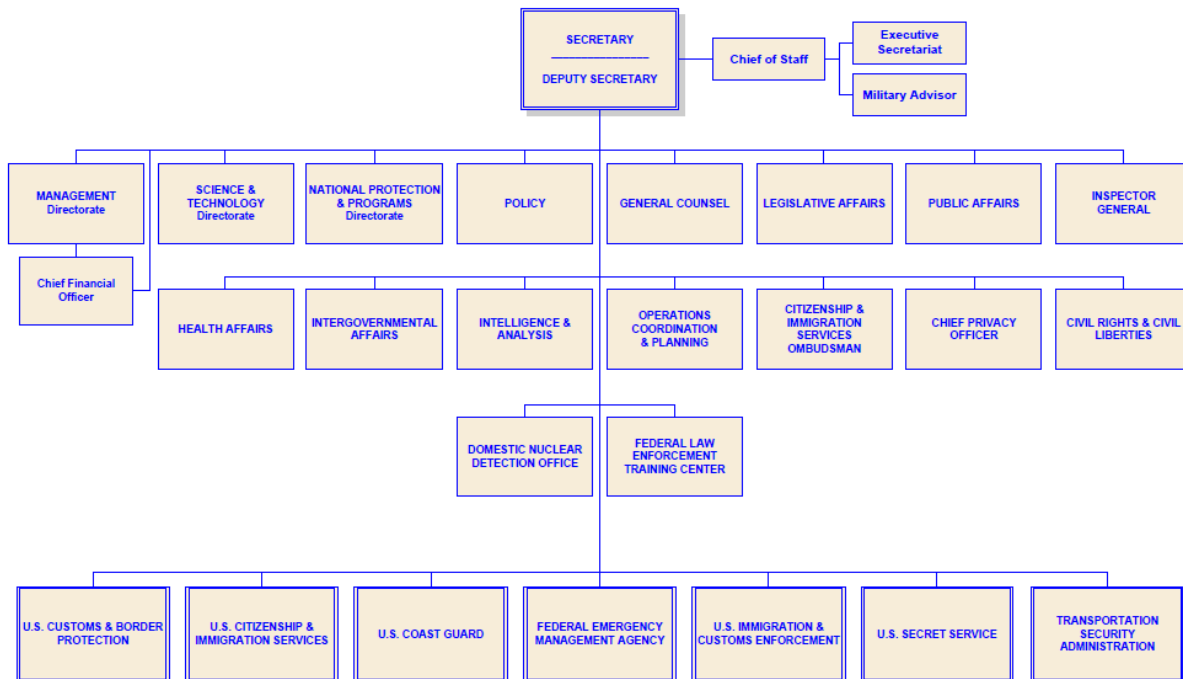 SECRETARY
DEPUTY SECRETARY
Chief of Staff
Executive
Secretariat
Military Advisor
MANAGEMENT
Directorate
SCIENCE &
TECHNOLOGY
Directorate
NATIONAL PROTECTION
& PROGRAMS
Directorate
POLICY
GENERAL COUNSEL
LEGISLATIVE AFFAIRS
PUBLIC AFFAIRS
INSPECTOR
GENERAL
Chief Financial
Officer
HEALTH AFFAIRS
INTERGOVERNMENTAL
AFFAIRS
INTELLIGENCE &
ANALYSIS
OPERATIONS
COORDINATION
& PLANNING
CITIZENSHIP &
IMMIGRATION
SERVICES
OMBUDSMAN
CHIEF PRIVACY
OFFICER
CIVIL RIGHTS & CIVIL
LIBERTIES
DOMESTIC NUCLEAR
DETECTION OFFICE
FEDERAL LAW
ENFORCEMENT
TRAINING CENTER
U.S. CUSTOMS & BORDER
PROTECTION
U.S. CITIZENSHIP &
IMMIGRATION SERVICES
U.S. COAST GUARD
FEDERAL EMERGENCY
MANAGEMENT AGENCY
U.S. IMMIGRATION &
CUSTOMS ENFORCEMENT
U.S. SECRET SERVICE
TRANSPORTATION
SECURITY
ADMINISTRATION